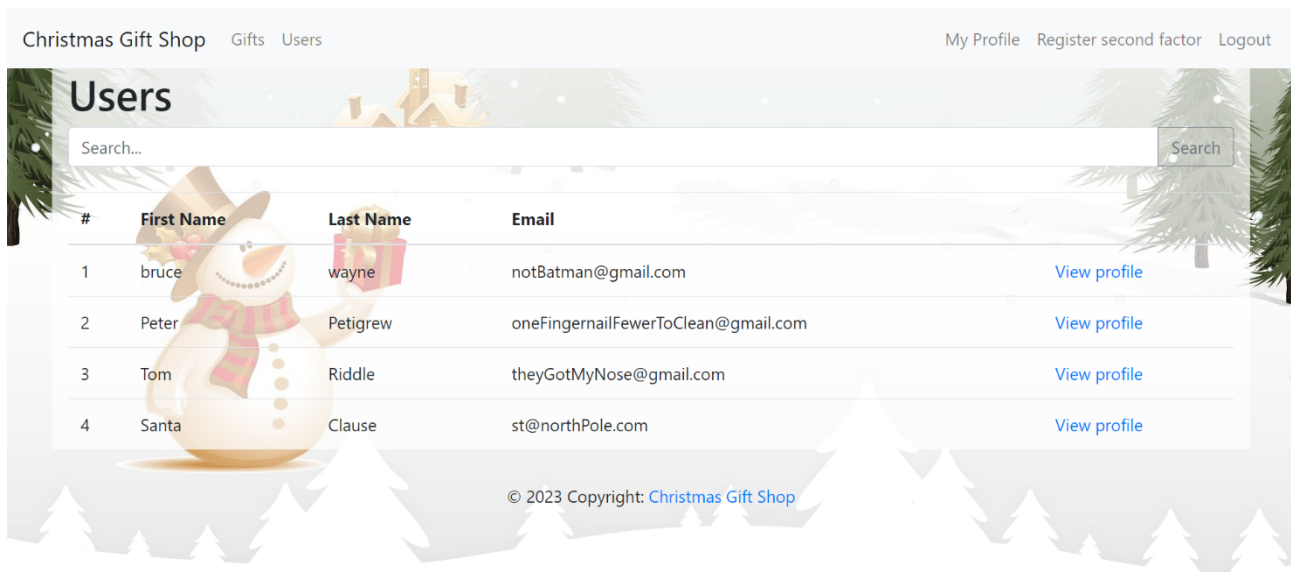 Christmas Gift Shop Gifts Users My Profile Register second factor Logout
Users
Search... Search
# First Name Last Name Email
1 bruce wayne notBatman@gmail.com View profile
2 Peter Petigrew oneFingernailFewerToClean@gmail.com View profile
3 Tom Riddle theyGotMyNose@gmail.com View profile
4 Santa Clause st@northPole.com View profile
© 2023 Copyright: Christmas Gift Shop